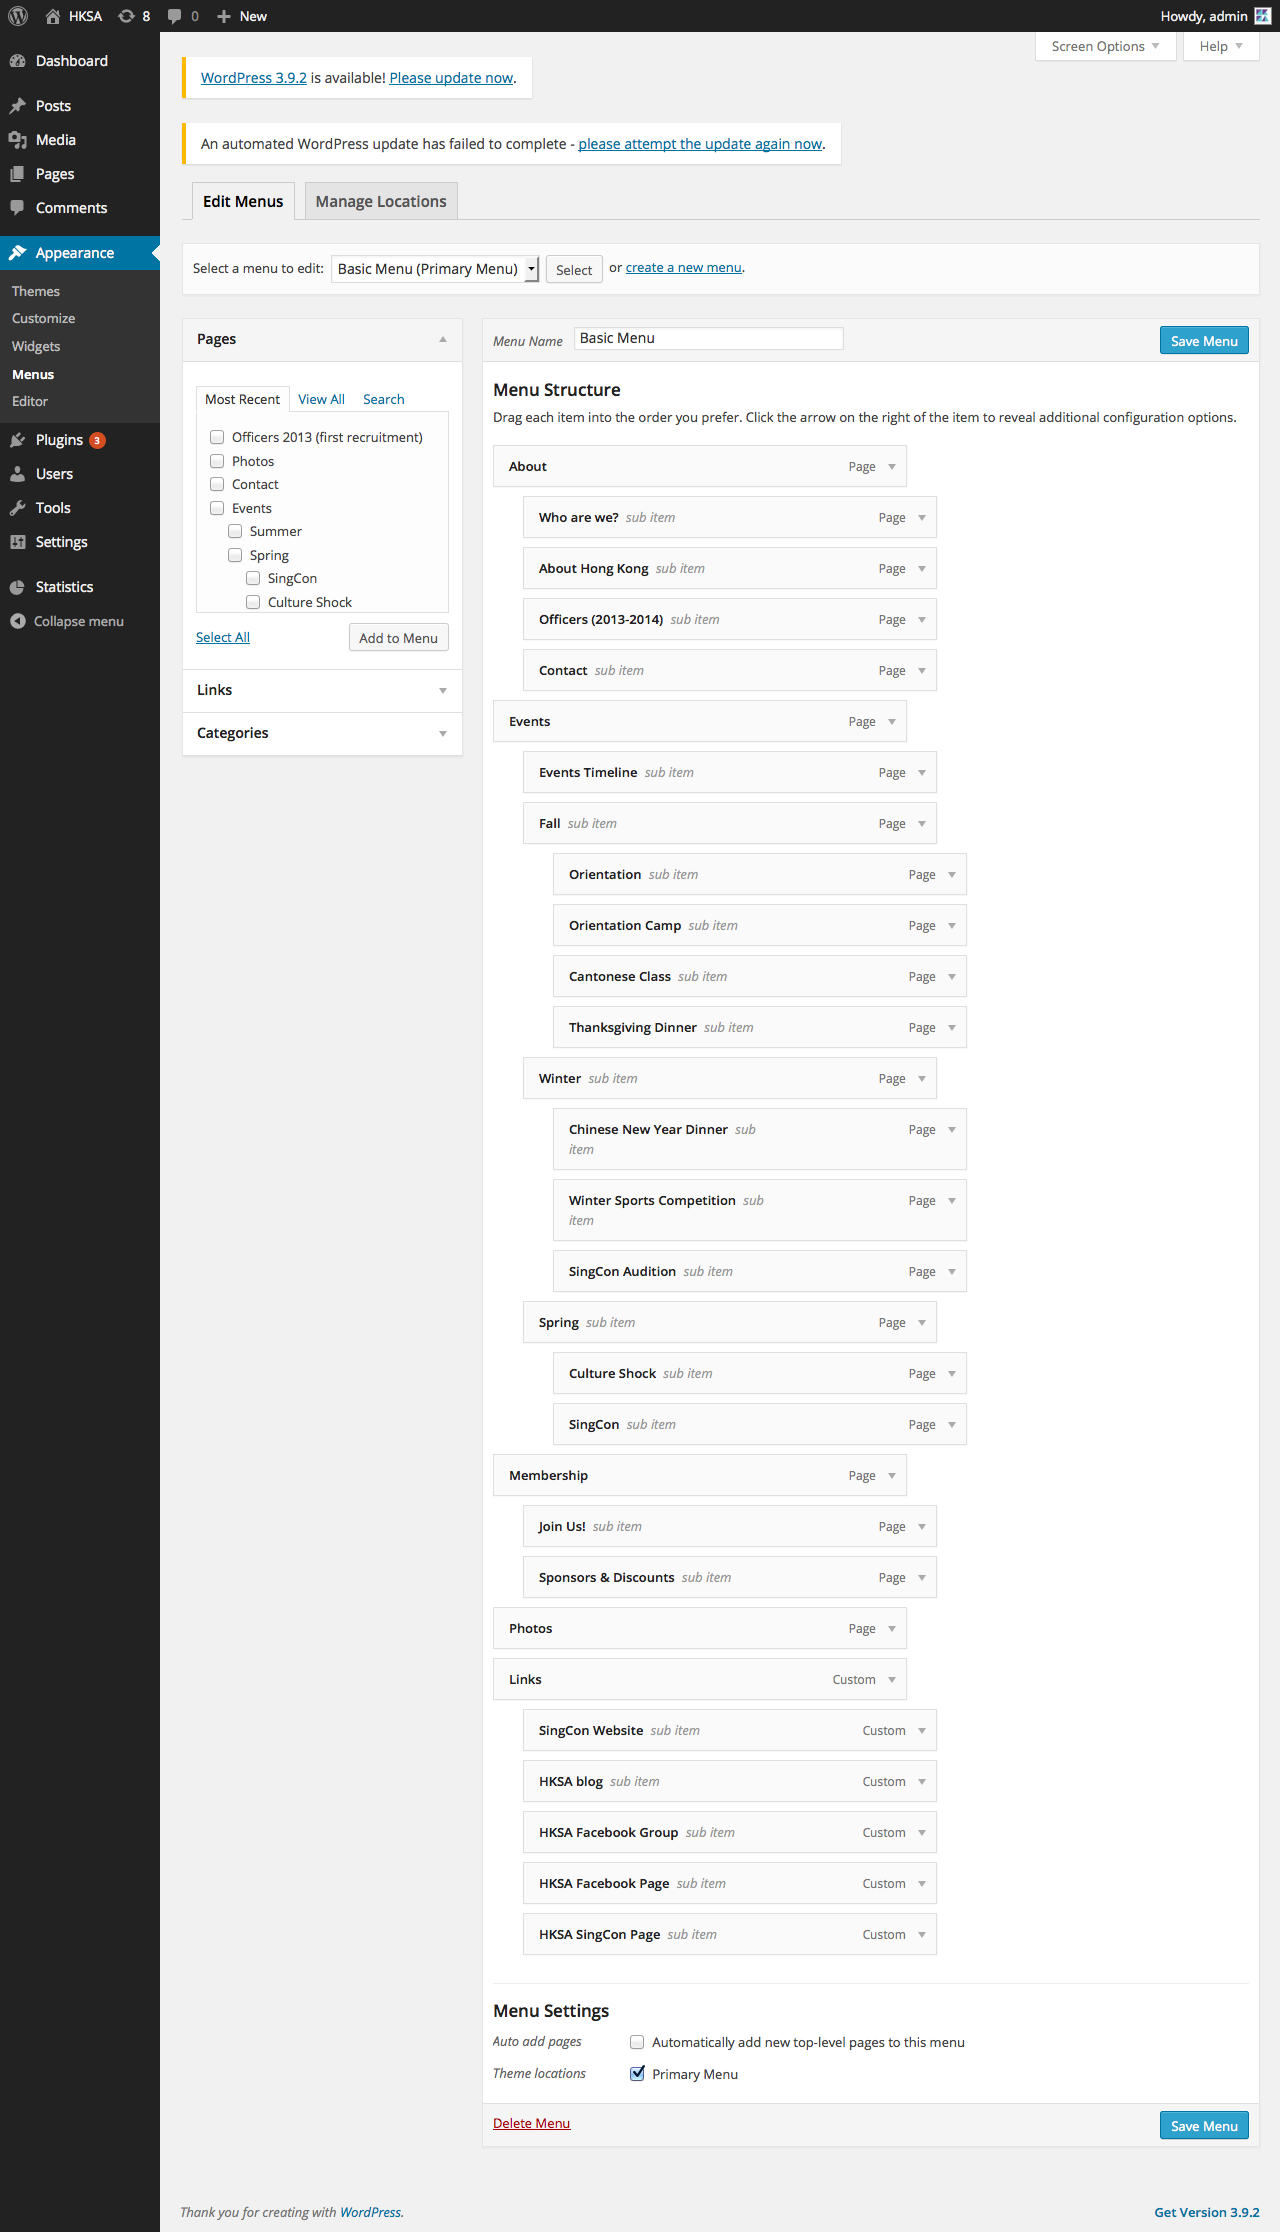 HKSA 8 0 New Howdy, admin
Screen Options Help
Dashboard
Posts
Media
Pages
Comments
Appearance
Themes
Customize
Widgets
Menus
Editor
Plugins 3
Users
Tools
Settings
Statistics
Collapse menu
WordPress 3.9.2 is available! Please update now.
An automated WordPress update has failed to complete - please attempt the update again now.
Edit Menus Manage Locations
Select a menu to edit: Basic Menu (Primary Menu) Select or create a new menu.
Pages
Most Recent View All Search
Officers 2013 (first recruitment)
Photos
Contact
Events
Summer
Spring
SingCon
Culture Shock
Select All Add to Menu
Links
Categories
Menu Name Basic Menu Save Menu
Menu Structure
Drag each item into the order you prefer. Click the arrow on the right of the item to reveal additional configuration options.
About Page
Who are we? sub item Page
About Hong Kong sub item Page
Officers (2013-2014) sub item Page
Contact sub item Page
Events Page
Events Timeline sub item Page
Fall sub item Page
Orientation sub item Page
Orientation Camp sub item Page
Cantonese Class sub item Page
Thanksgiving Dinner sub item Page
Winter sub item Page
Chinese New Year Dinner sub Page
item
Winter Sports Competition sub Page
item
SingCon Audition sub item Page
Spring sub item Page
Culture Shock sub item Page
SingCon sub item Page
Membership Page
Join Us! sub item Page
Sponsors & Discounts sub item Page
Photos Page
Links Custom
SingCon Website sub item Custom
HKSA blog sub item Custom
HKSA Facebook Group sub item Custom
HKSA Facebook Page sub item Custom
HKSA SingCon Page sub item Custom
Menu Settings
Auto add pages Automatically add new top-level pages to this menu
Theme locations Primary Menu
Delete Menu Save Menu
Thank you for creating with WordPress. Get Version 3.9.2